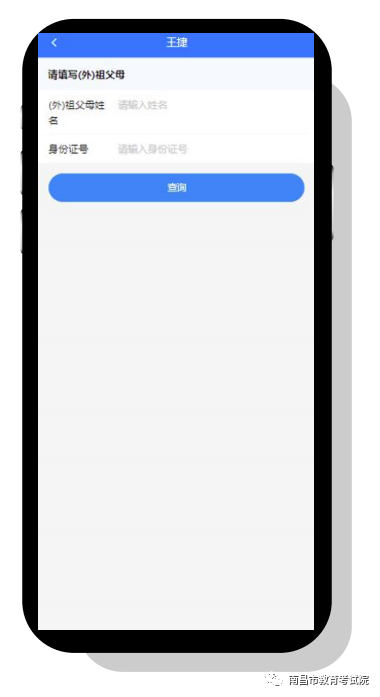 王捷
请填写(外)祖父母
(外)祖父母姓 请输入姓名
名
身份证号 请输入身份证号
查询
南昌市教育考试院